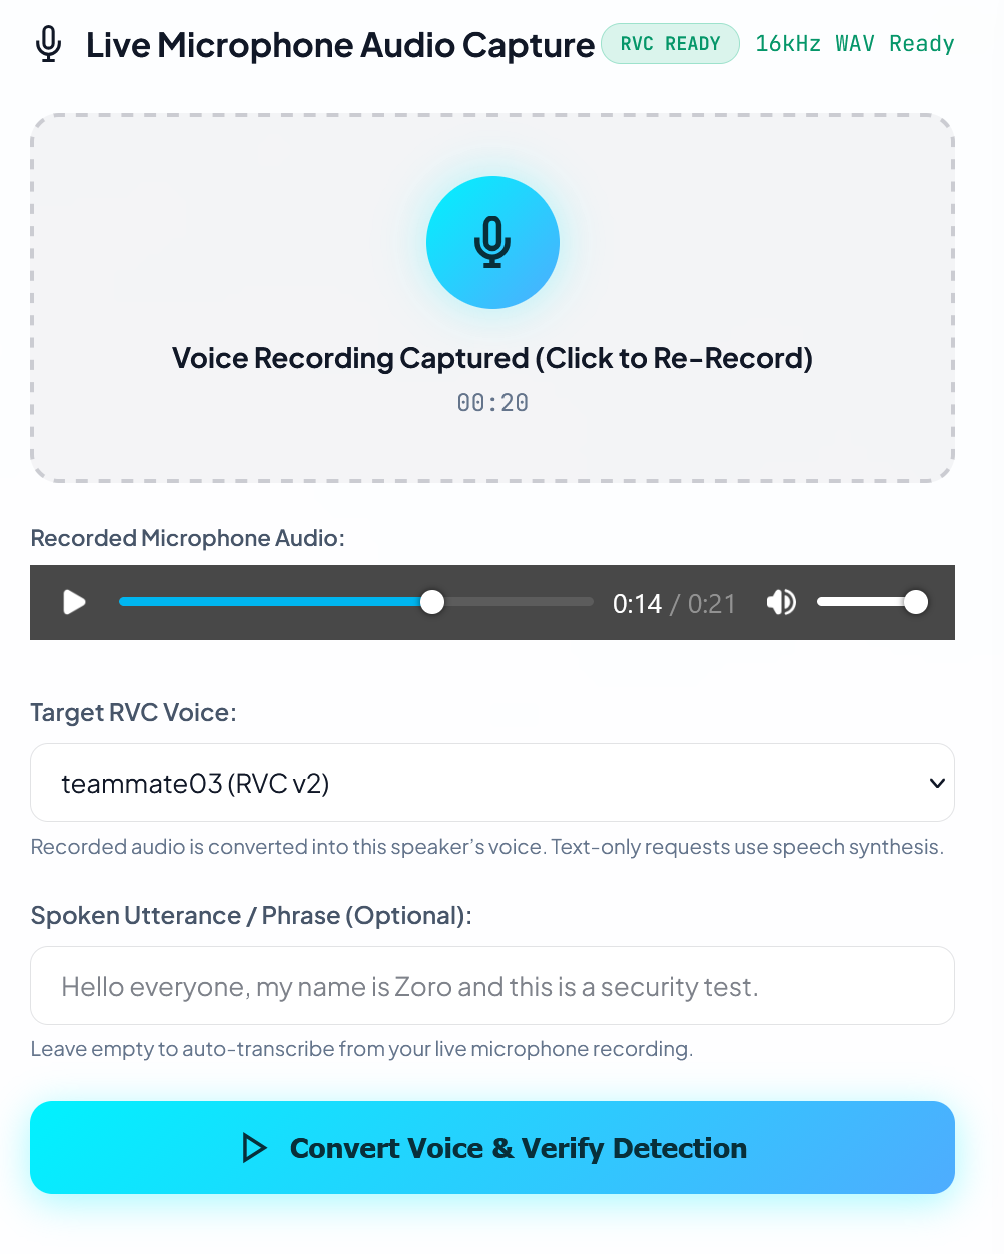 Live Microphone Audio Capture RVC READY 16kHz WAV Ready
Voice Recording Captured (Click to Re-Record)
00:20
Recorded Microphone Audio:
0:14 / 0:21
Target RVC Voice:
teammate03 (RVC v2)
Recorded audio is converted into this speaker’s voice. Text-only requests use speech synthesis.
Spoken Utterance / Phrase (Optional):
Hello everyone, my name is Zoro and this is a security test.
Leave empty to auto-transcribe from your live microphone recording.
Convert Voice & Verify Detection